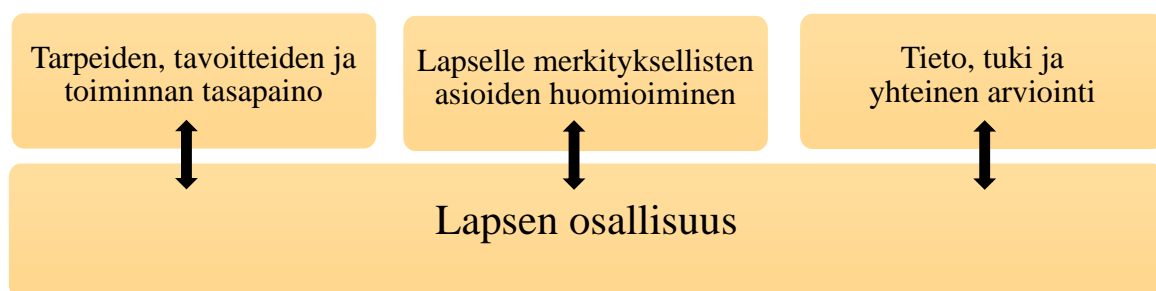 Tarpeiden, tavoitteiden ja
toiminnan tasapaino
Lapselle merkityksellisten
asioiden huomioiminen
Tieto, tuki ja
yhteinen arviointi
Lapsen osallisuus